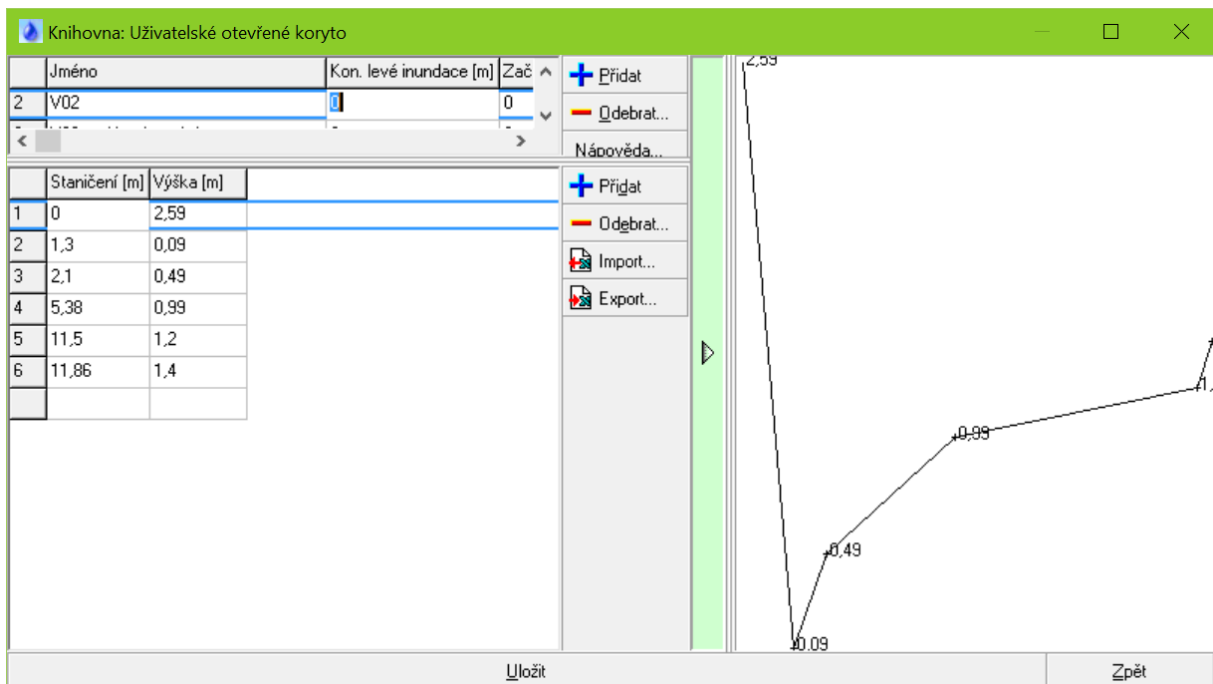 Knihovna: Uživatelské otevřené koryto
Jméno Kon. levé inundace [m] Zač
2 V02 0 0
Přidat
Odebrat...
Nápověda...
Staničení [m] Výška [m]
1 0 2,59
2 1,3 0,09
3 2,1 0,49
4 5,38 0,99
5 11,5 1,2
6 11,86 1,4
Přidat
Odebrat...
Import...
Export...
2,59
0,99
0,49
0.09
1,
Uložit
Zpět